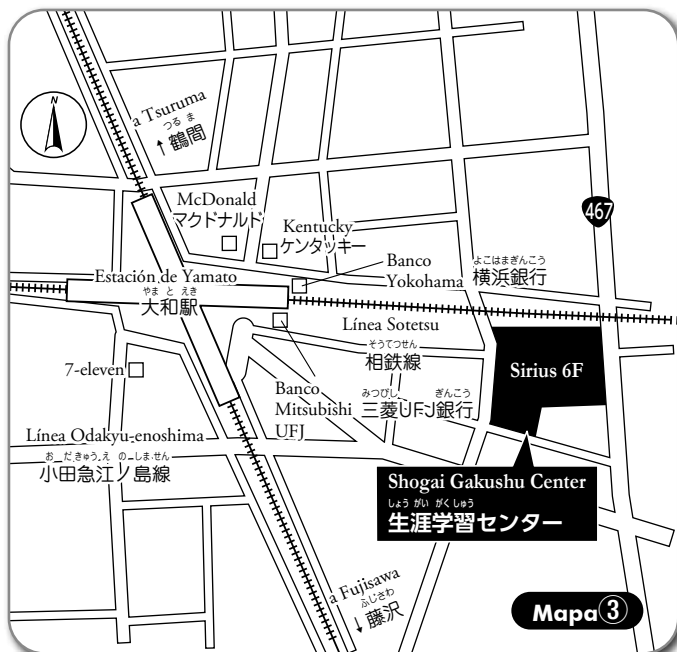 N
a Tsuruma
つるま
↑鶴間
467
McDonald
マクドナルド
Kentucky
ケンタッキー
Banco
Yokohama
よこはまぎんこう
横浜銀行
Estación de Yamato
やまとえき
大和駅
Línea Sotetsu
そうてつせん
相鉄線
7-eleven
Banco
Mitsubishi
UFJ
みつびし ぎんこう
三菱UFJ銀行
Sirius 6F
Línea Odakyu-enoshima
おだきゅうえのしません
小田急江ノ島線
Shogai Gakushu Center
しょうがいがくしゅう
生涯学習センター
a Fujisawa
ふじさわ
↓藤沢
Mapa③